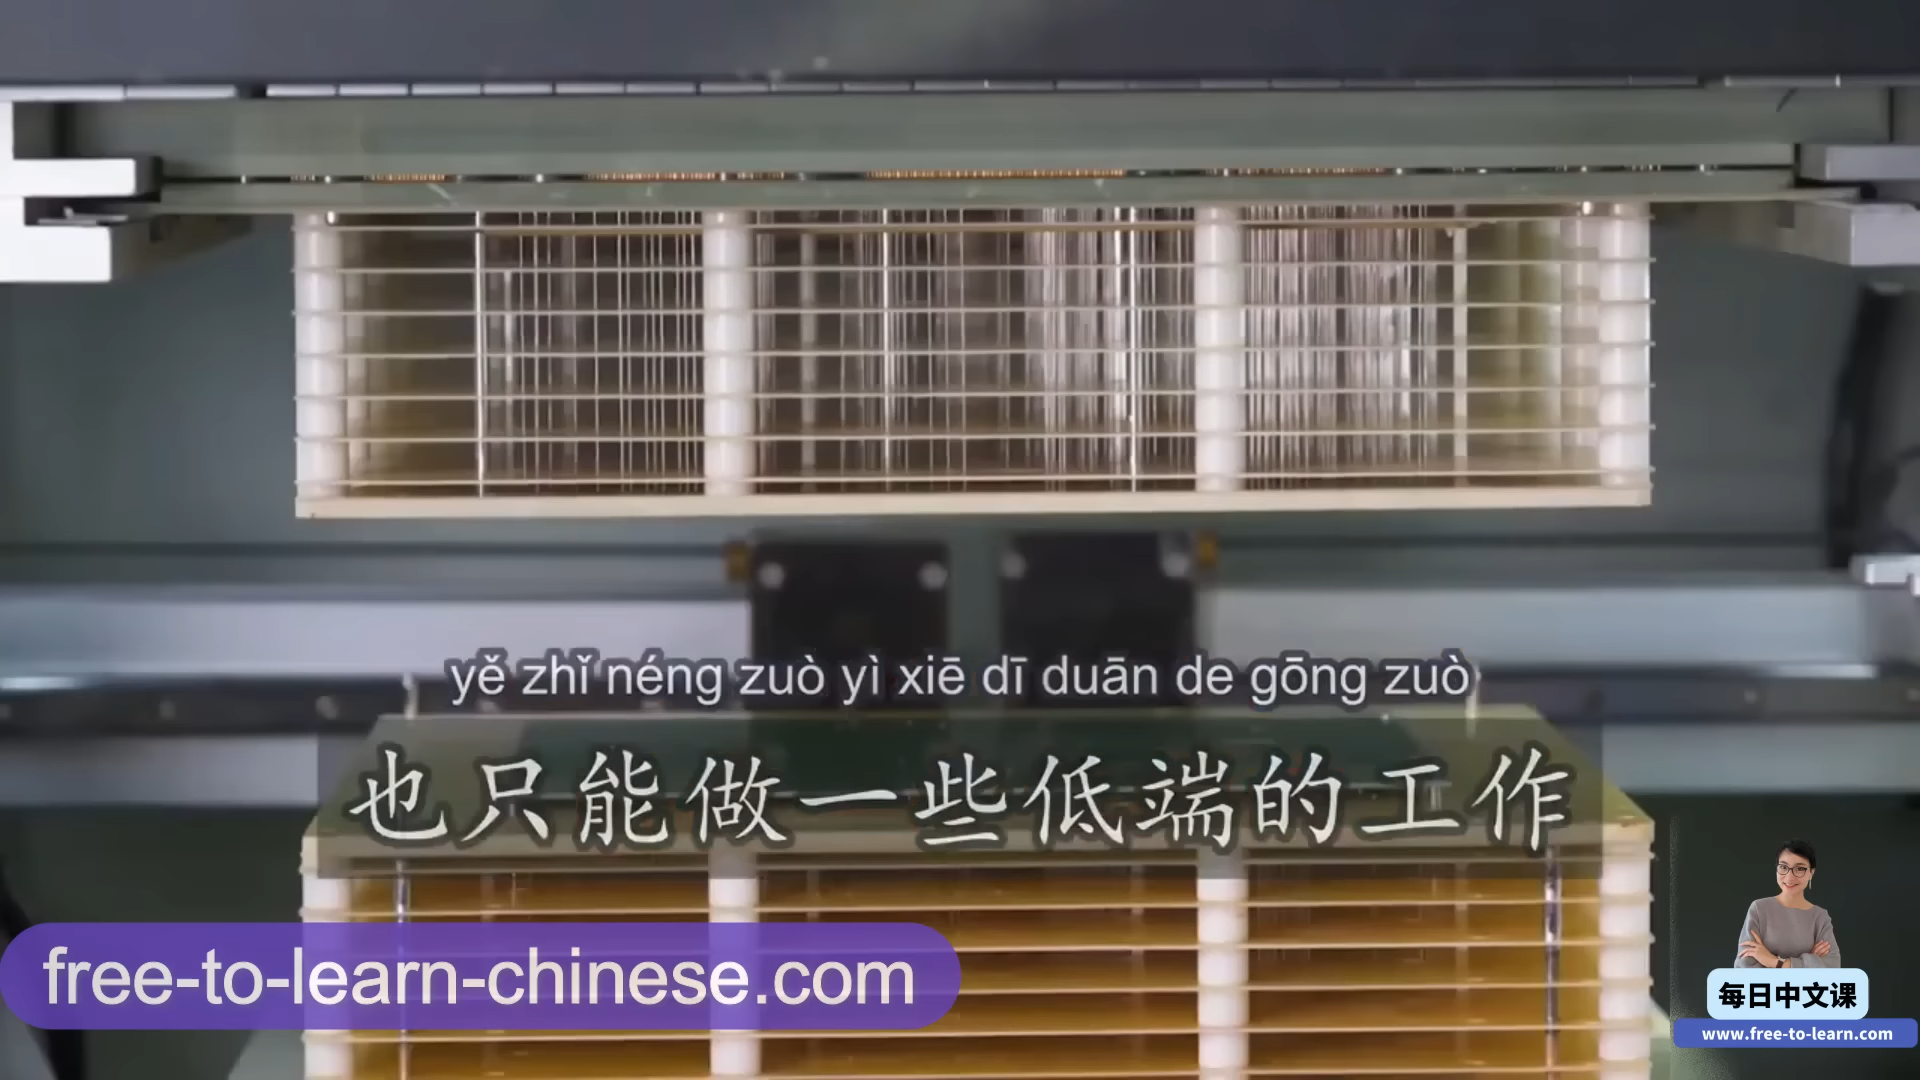 yě zhǐ néng zuò yì xiē dī duān de gōng zuò
也只能做一些低端的工作
free-to-learn-chinese.com
每日中文课
www.free-to-learn.com